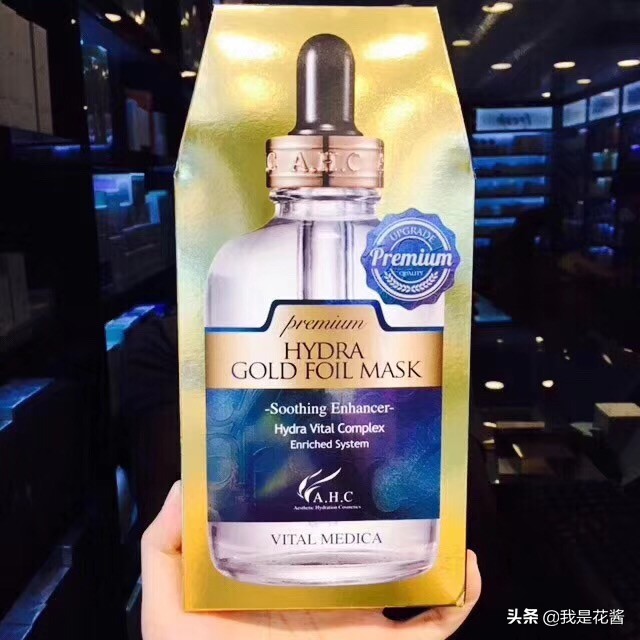 A.H.C
UPGRADE
Premium
QUALITY
premium
HYDRA
GOLD FOIL MASK
-Soothing Enhancer-
Hydra Vital Complex
Enriched System
A.H.C
Aesthetic Hydration Cosmetics
VITAL MEDICA
fresh
头条 @我是花酱